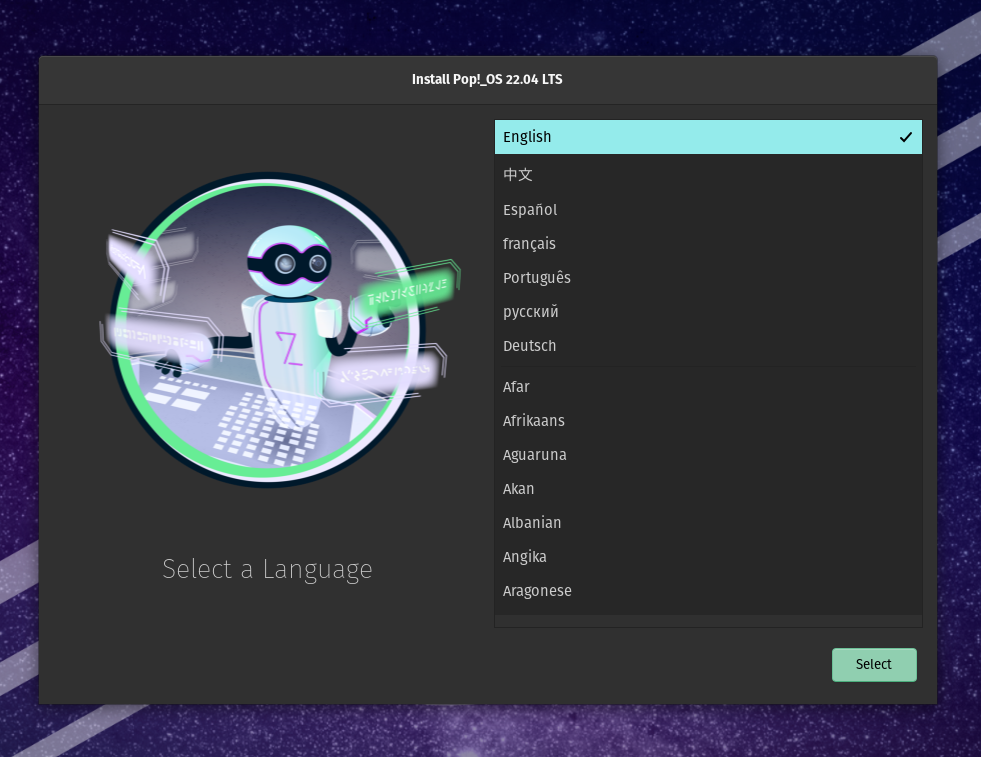 Install Pop!_OS 22.04 LTS
English
中文
Español
français
Português
русский
Deutsch
Afar
Afrikaans
Aguaruna
Akan
Albanian
Angika
Aragonese
Select a Language
Select